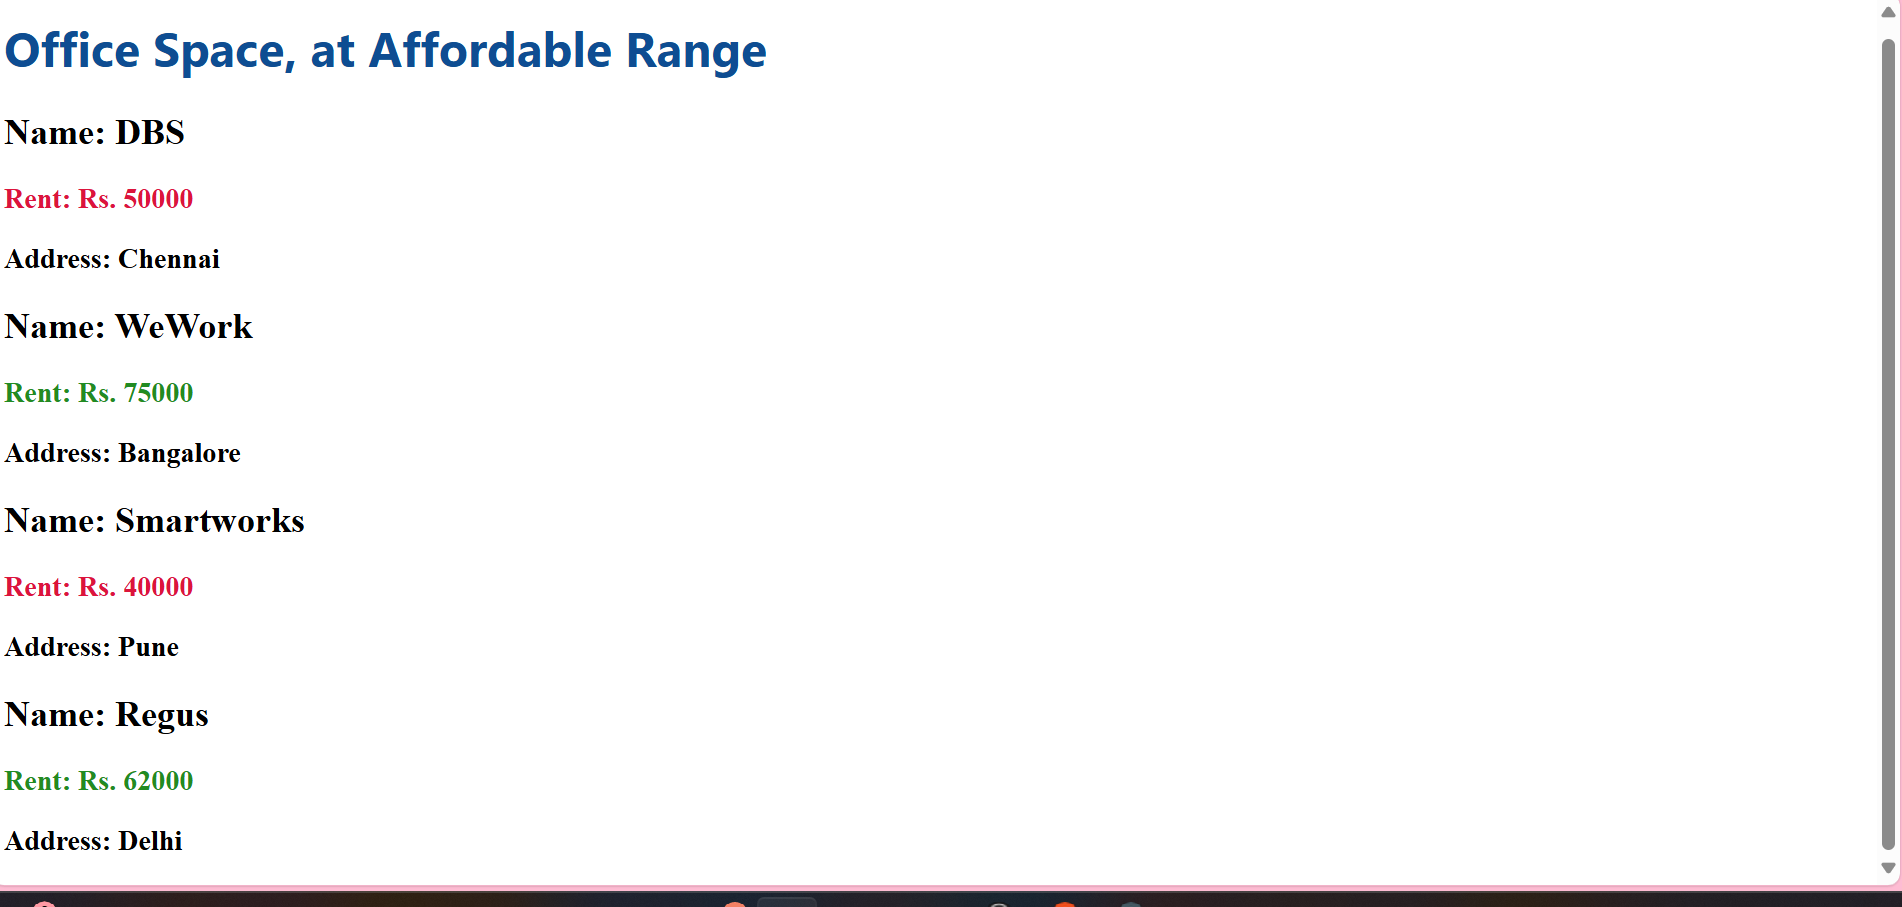 Office Space, at Affordable Range
Name: DBS
Rent: Rs. 50000
Address: Chennai
Name: WeWork
Rent: Rs. 75000
Address: Bangalore
Name: Smartworks
Rent: Rs. 40000
Address: Pune
Name: Regus
Rent: Rs. 62000
Address: Delhi